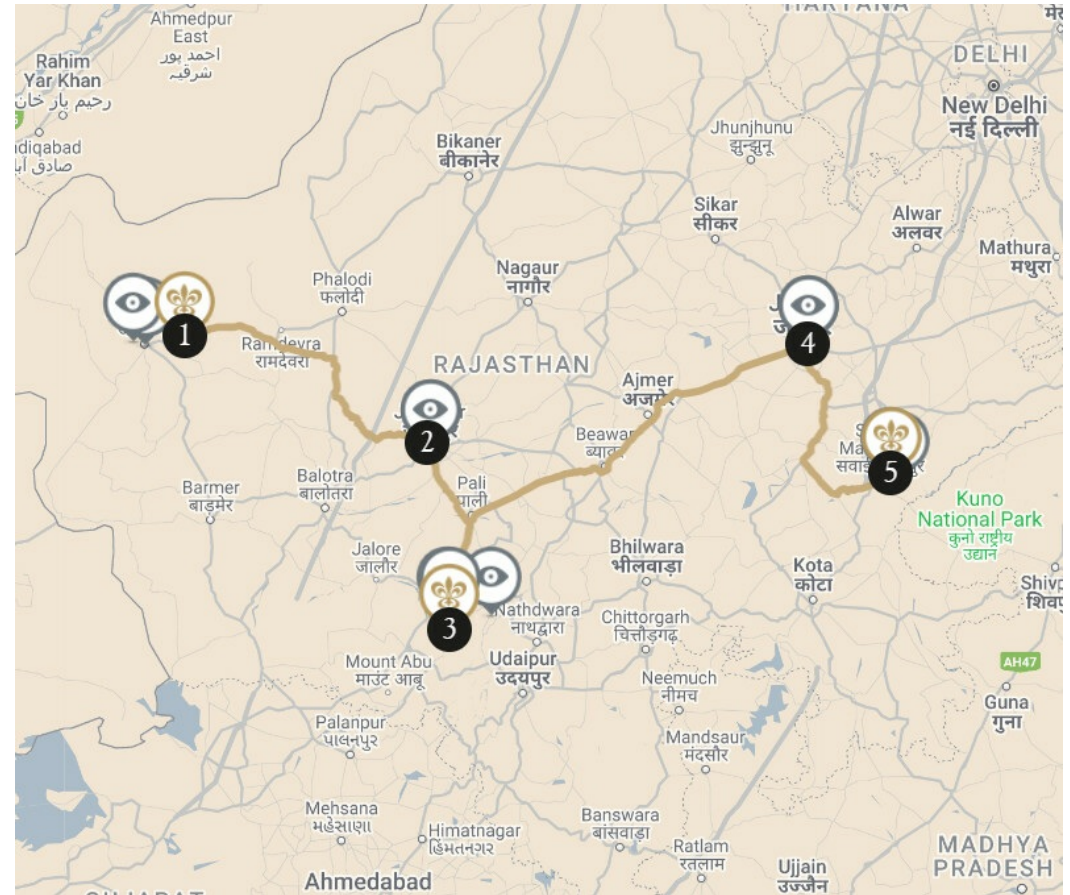 Ahmedpur
East
احمد پور
شرقیہ
Rahim
Yar Khan
رحیم یار خان
صادق آبا
HARYANA
DELHI
New Delhi
नई दिल्ली
Bikaner
बीकानेर
Jhunjhunu
झुन्झुनू
Sikar
सीकर
Alwar
अलवर
Mathura
मथुरा
Phalodi
फलोदी
Nagaur
नागौर
1
Ramdevra
रामदेवरा
4
RAJASTHAN
Ajmer
अजमेर
2
Beawar
ब्यावर
5
Pali
पाली
Balotra
बालोतरा
Barmer
बाड़मेर
Kuno
National Park
कुनो राष्ट्रीय
उद्यान
Jalore
जालौर
Bhilwara
भीलवाड़ा
Kota
कोटा
3
Nathdwara
नाथद्वारा
Chittorgarh
चित्तौड़गढ़
Mount Abu
माउंट आबू
Udaipur
उदयपुर
Neemuch
नीमच
AH47
Guna
गुना
Palanpur
પાલનપુર
Mandsaur
मंदसौर
Mehsana
મહેસાણા
Himatnagar
હિંમતનગર
Banswara
बांसवाड़ा
Ratlam
रतलाम
Ujjain
उज्जैन
MADHYA
PRADESH
Ahmedabad
GUJARAT